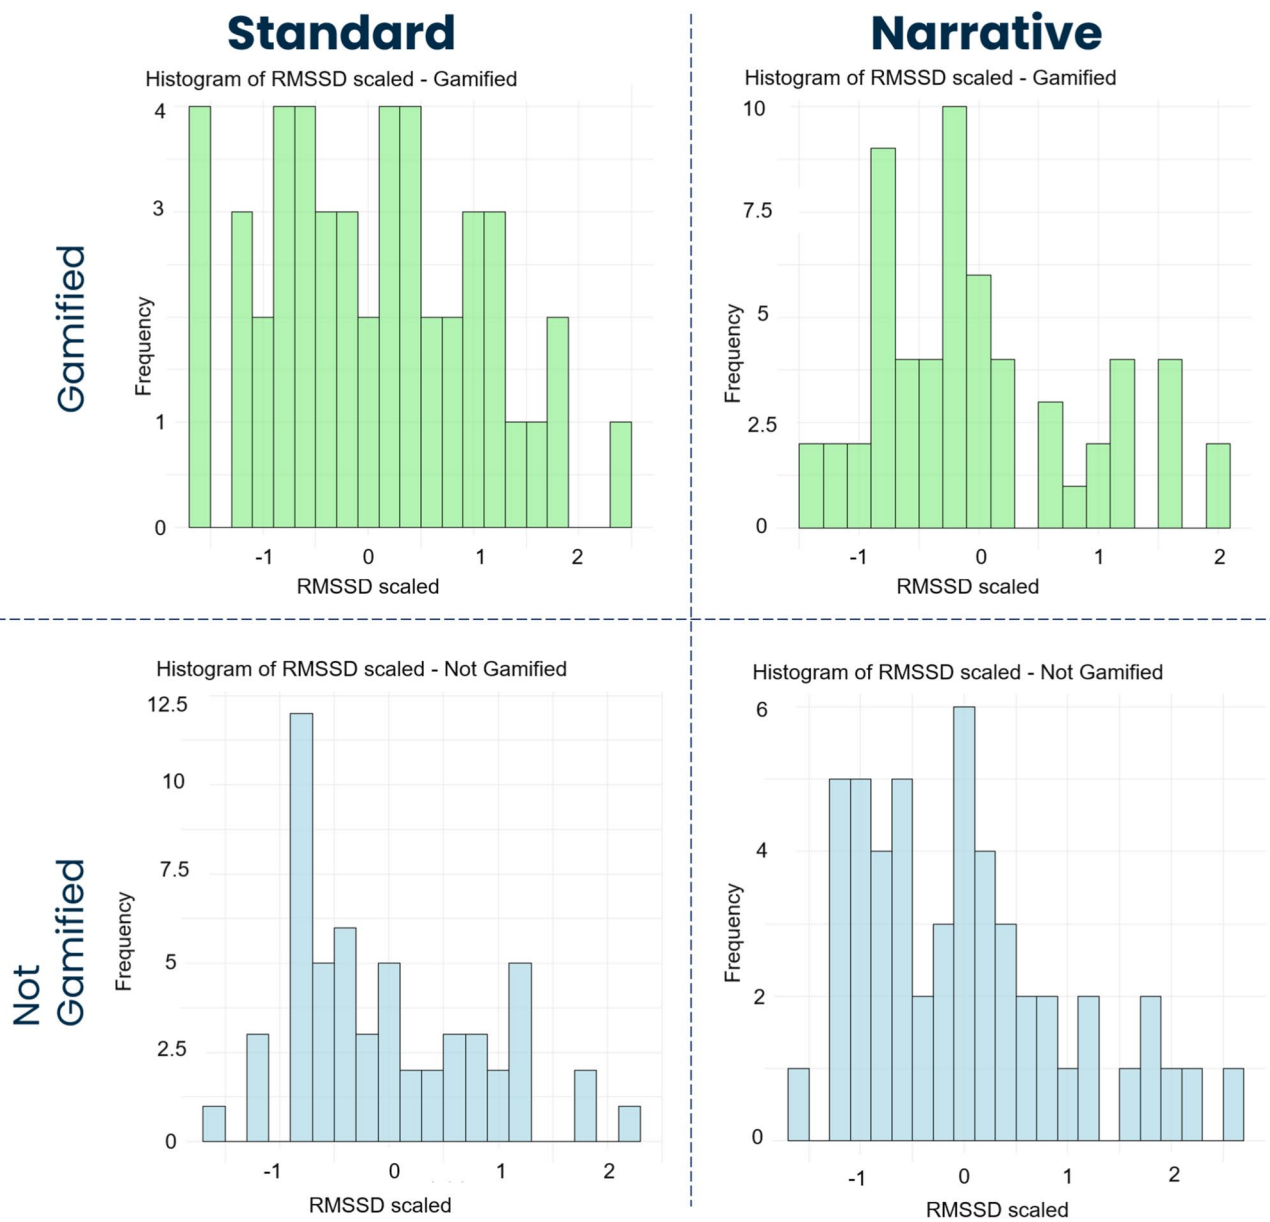 Standard
Narrative
Histogram of RMSSD scaled - Gamified
4
3
1
0
Frequency
-1
0
1
2
RMSSD scaled
Histogram of RMSSD scaled - Gamified
10
7.5
5
2.5
0
Frequency
-1
0
1
2
RMSSD scaled
Gamified
Histogram of RMSSD scaled - Not Gamified
12.5
10
7.5
5
2.5
0
Frequency
-1
0
1
2
RMSSD scaled
Histogram of RMSSD scaled - Not Gamified
6
4
2
0
Frequency
-1
0
1
2
RMSSD scaled
Not
Gamified